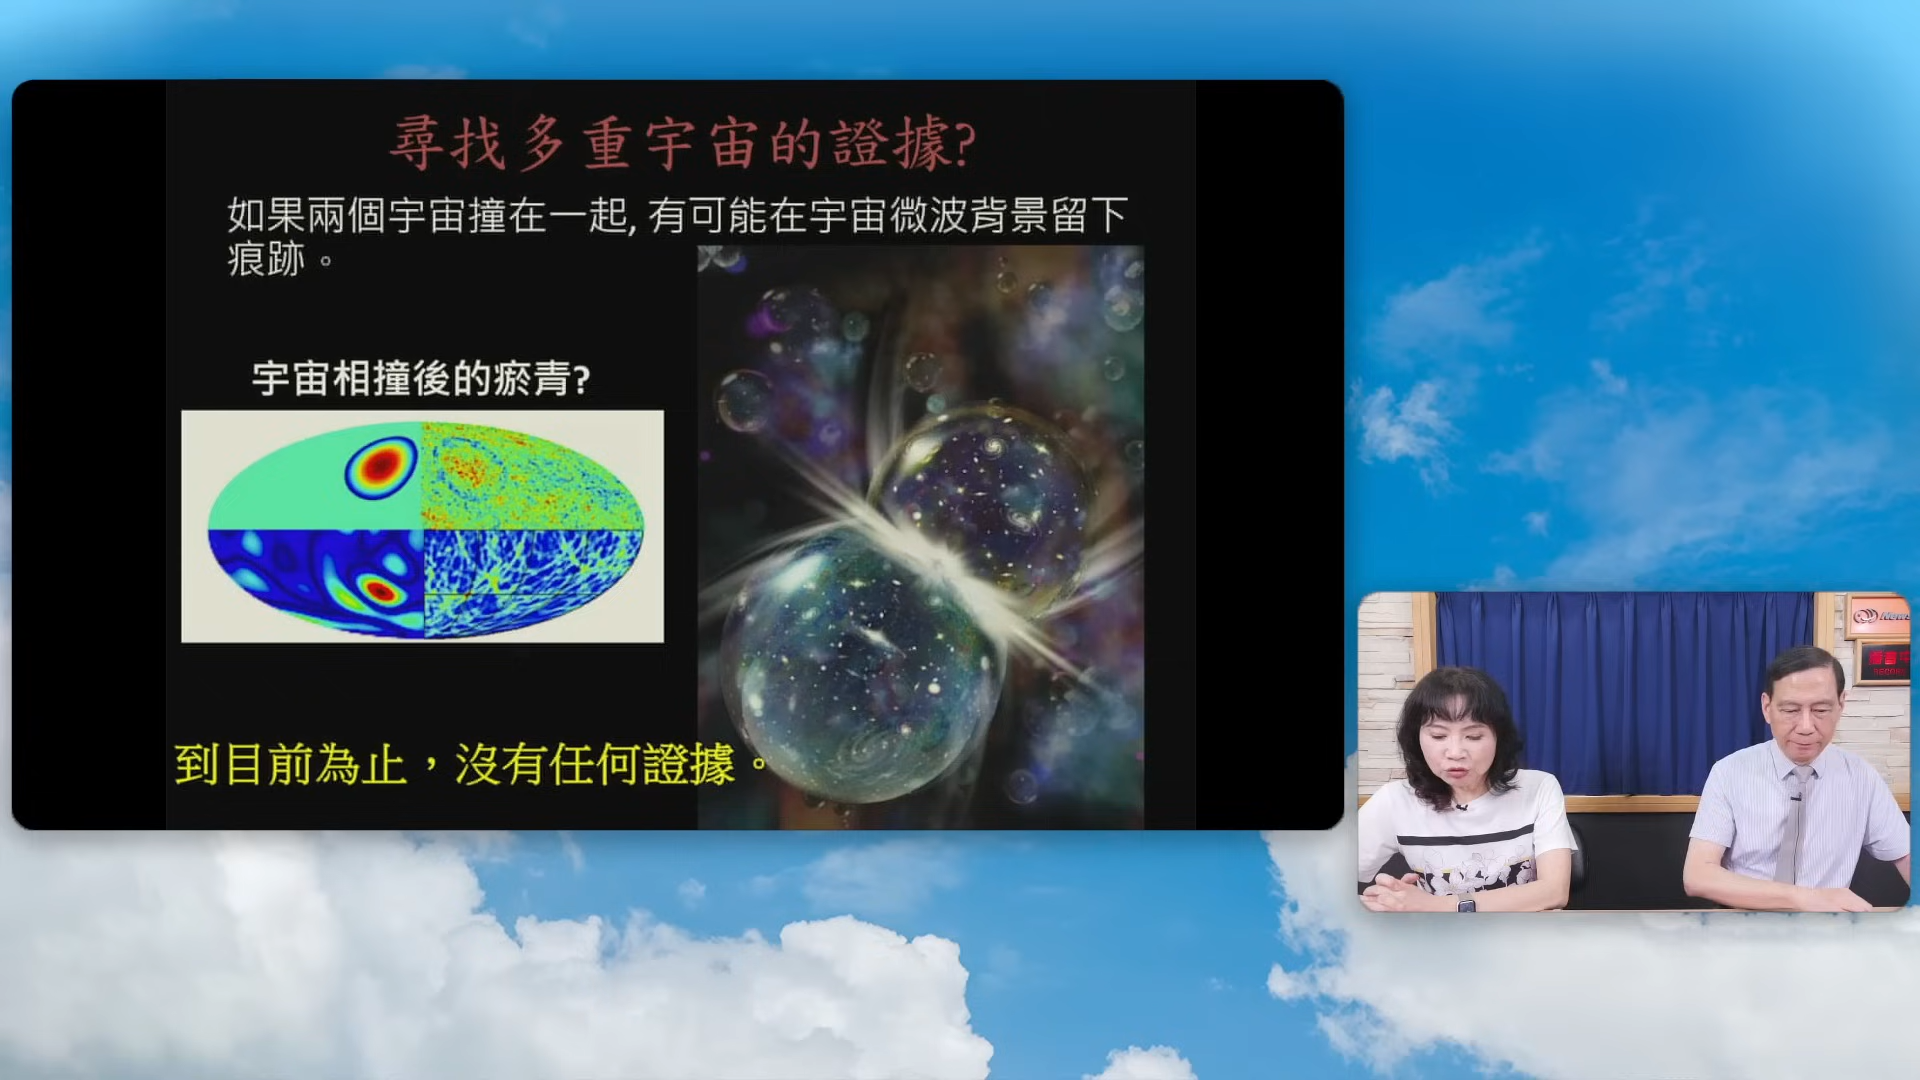 尋找多重宇宙的證據?
如果兩個宇宙撞在一起, 有可能在宇宙微波背景留下
痕跡。
宇宙相撞後的瘀青?
到目前為止，沒有任何證據。
News